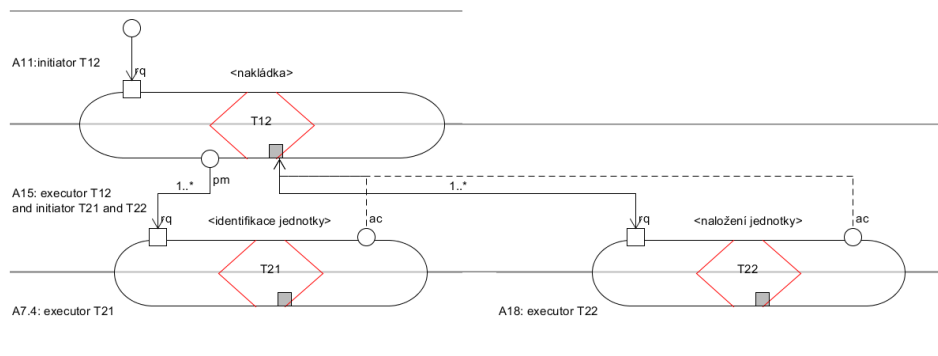 A11:initiator T12
rq
<nakládka>
T12
A15: executor T12
and initiator T21 and T22
pm
1..*
1..*
rq
<identifikace jednotky>
ac
rq
<naložení jednotky>
ac
T21
T22
A7.4: executor T21
A18: executor T22